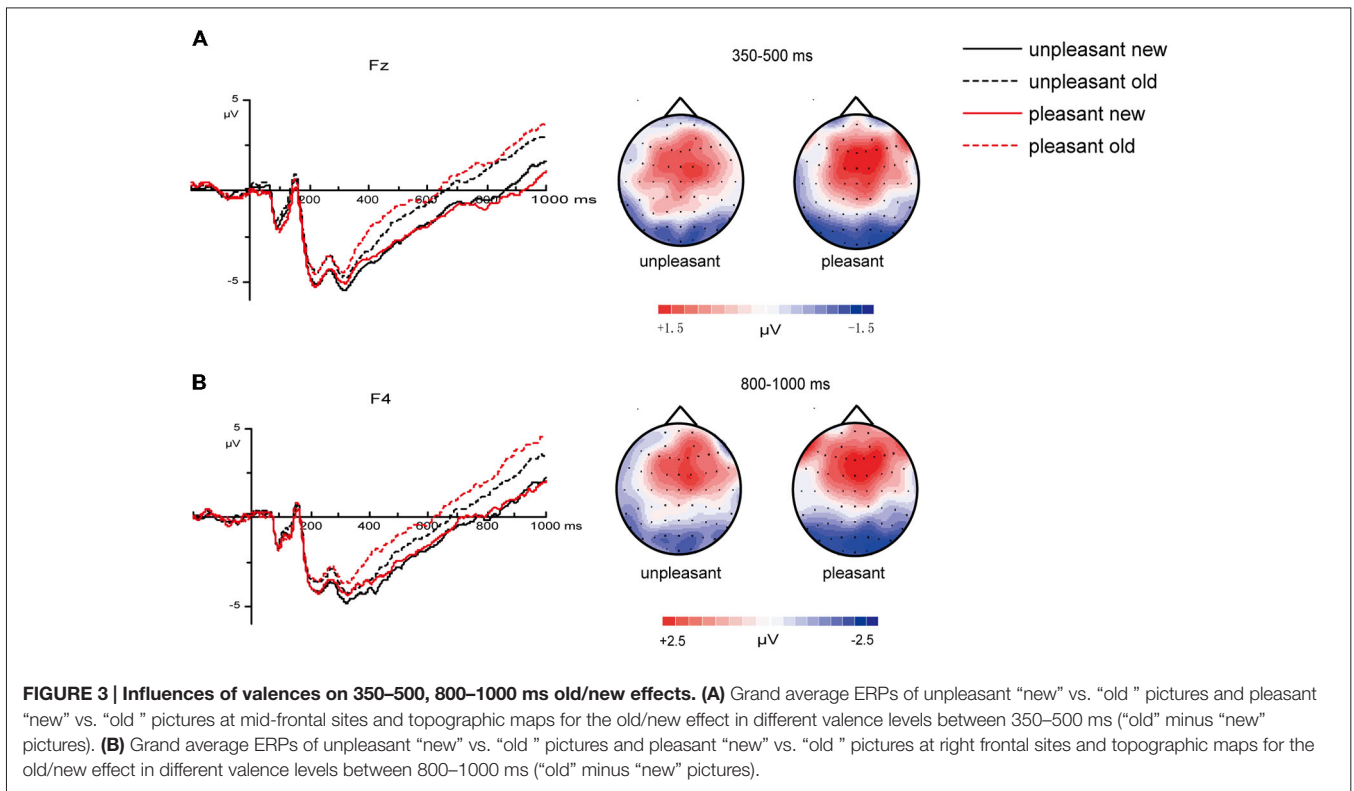 A
Fz
350-500 ms
unpleasant new
unpleasant old
pleasant new
pleasant old
5
µV
200
400
600
800
1000 ms
-5
unpleasant
pleasant
+1.5
µV
-1.5
B
F4
800-1000 ms
5
µV
200
400
600
800
1000 ms
-5
unpleasant
pleasant
+2.5
µV
-2.5
FIGURE 3 | Influences of valences on 350–500, 800–1000 ms old/new effects. (A) Grand average ERPs of unpleasant “new” vs. “old ” pictures and pleasant
“new” vs. “old ” pictures at mid-frontal sites and topographic maps for the old/new effect in different valence levels between 350–500 ms (“old” minus “new”
pictures). (B) Grand average ERPs of unpleasant “new” vs. “old ” pictures and pleasant “new” vs. “old ” pictures at right frontal sites and topographic maps for the
old/new effect in different valence levels between 800–1000 ms (“old” minus “new” pictures).